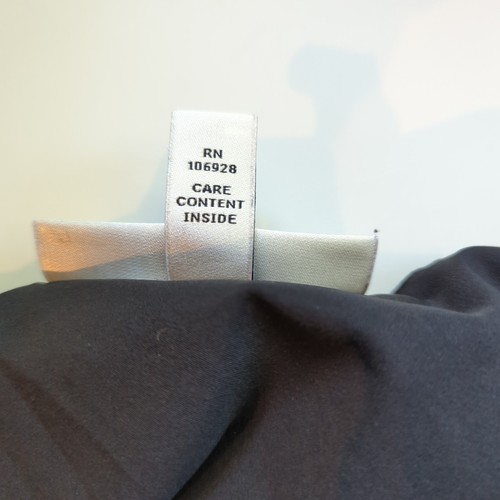 RN
106928
CARE
CONTENT
INSIDE